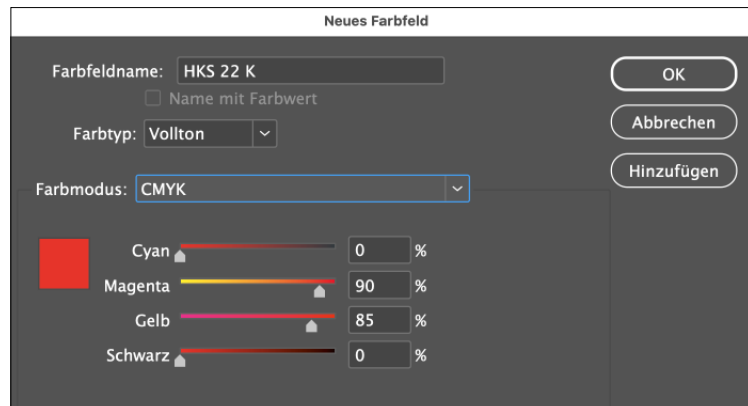 Neues Farbfeld
Farbfeldname: HKS 22 K
OK
Name mit Farbwert
Abbrechen
Farbtyp: Vollton
Hinzufügen
Farbmodus: CMYK
Cyan 0 %
Magenta 90 %
Gelb 85 %
Schwarz 0 %